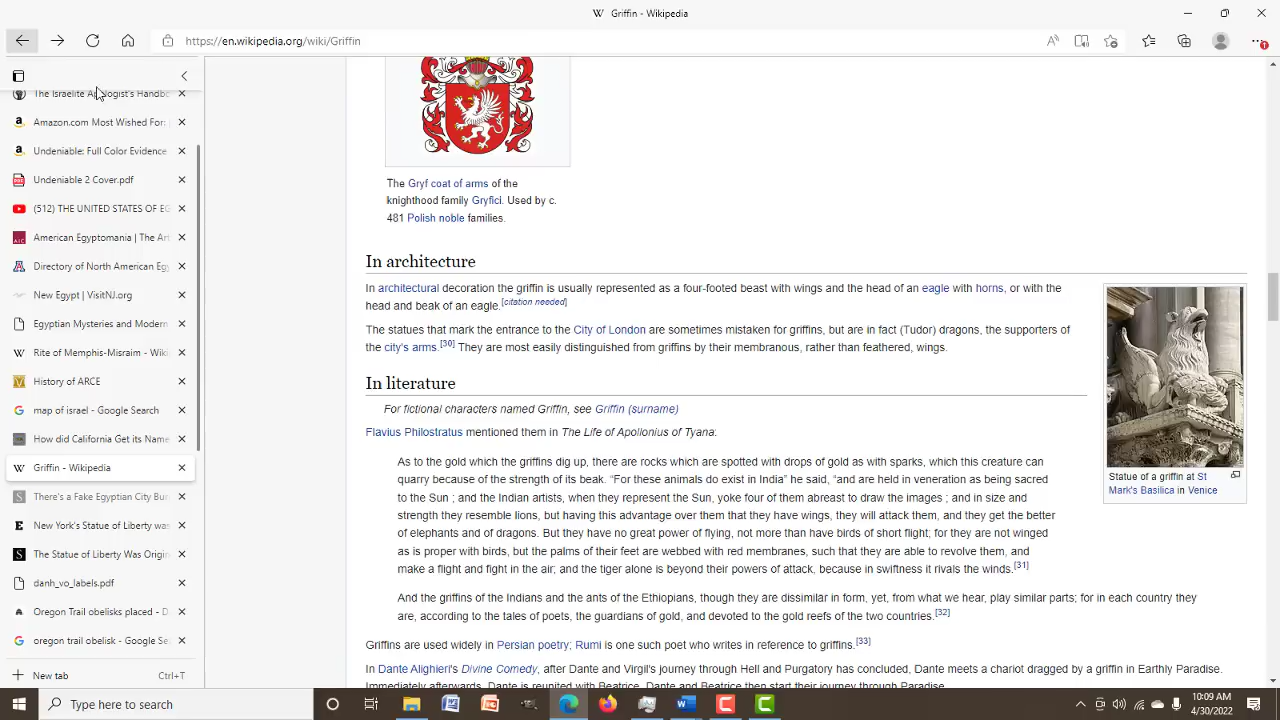 Griffin - Wikipedia
https://en.wikipedia.org/wiki/Griffin
The Israelite Apologist's Handbo
Amazon.com Most Wished For:
Undeniable: Full Color Evidence
Undeniable 2 Cover.pdf
(512) THE UNITED STATES OF EG
American Egyptomania | The Art
Directory of North American Eg
New Egypt | VisitNJ.org
Egyptian Mysteries and Modern
Rite of Memphis-Misraim - Wiki
History of ARCE
map of israel - Google Search
How did California Get its Name
Griffin - Wikipedia
There's a Fake Egyptian City Bur
New York's Statue of Liberty was
The Statue of Liberty Was Origin
danh_vo_labels.pdf
Oregon Trail obelisks placed - D
oregon trail obelisk - Google Se
New tab Ctrl+T
The Gryf coat of arms of the
knighthood family Gryfici. Used by c.
481 Polish noble families.
In architecture
In architectural decoration the griffin is usually represented as a four-footed beast with wings and the head of an eagle with horns, or with the
head and beak of an eagle.[citation needed]
The statues that mark the entrance to the City of London are sometimes mistaken for griffins, but are in fact (Tudor) dragons, the supporters of
the city's arms.[30] They are most easily distinguished from griffins by their membranous, rather than feathered, wings.
Statue of a griffin at St
Mark's Basilica in Venice
In literature
For fictional characters named Griffin, see Griffin (surname)
Flavius Philostratus mentioned them in The Life of Apollonius of Tyana:
As to the gold which the griffins dig up, there are rocks which are spotted with drops of gold as with sparks, which this creature can
quarry because of the strength of its beak. “For these animals do exist in India” he said, “and are held in veneration as being sacred
to the Sun ; and the Indian artists, when they represent the Sun, yoke four of them abreast to draw the images ; and in size and
strength they resemble lions, but having this advantage over them that they have wings, they will attack them, and they get the better
of elephants and of dragons. But they have no great power of flying, not more than have birds of short flight; for they are not winged
as is proper with birds, but the palms of their feet are webbed with red membranes, such that they are able to revolve them, and
make a flight and fight in the air; and the tiger alone is beyond their powers of attack, because in swiftness it rivals the winds.[31]
And the griffins of the Indians and the ants of the Ethiopians, though they are dissimilar in form, yet, from what we hear, play similar parts; for in each country they
are, according to the tales of poets, the guardians of gold, and devoted to the gold reefs of the two countries.[32]
Griffins are used widely in Persian poetry; Rumi is one such poet who writes in reference to griffins.[33]
In Dante Alighieri's Divine Comedy, after Dante and Virgil's journey through Hell and Purgatory has concluded, Dante meets a chariot dragged by a griffin in Earthly Paradise.
Immediately afterwards, Dante is reunited with Beatrice. Dante and Beatrice then start their journey through Paradise.
Type here to search
10:09 AM
4/30/2022